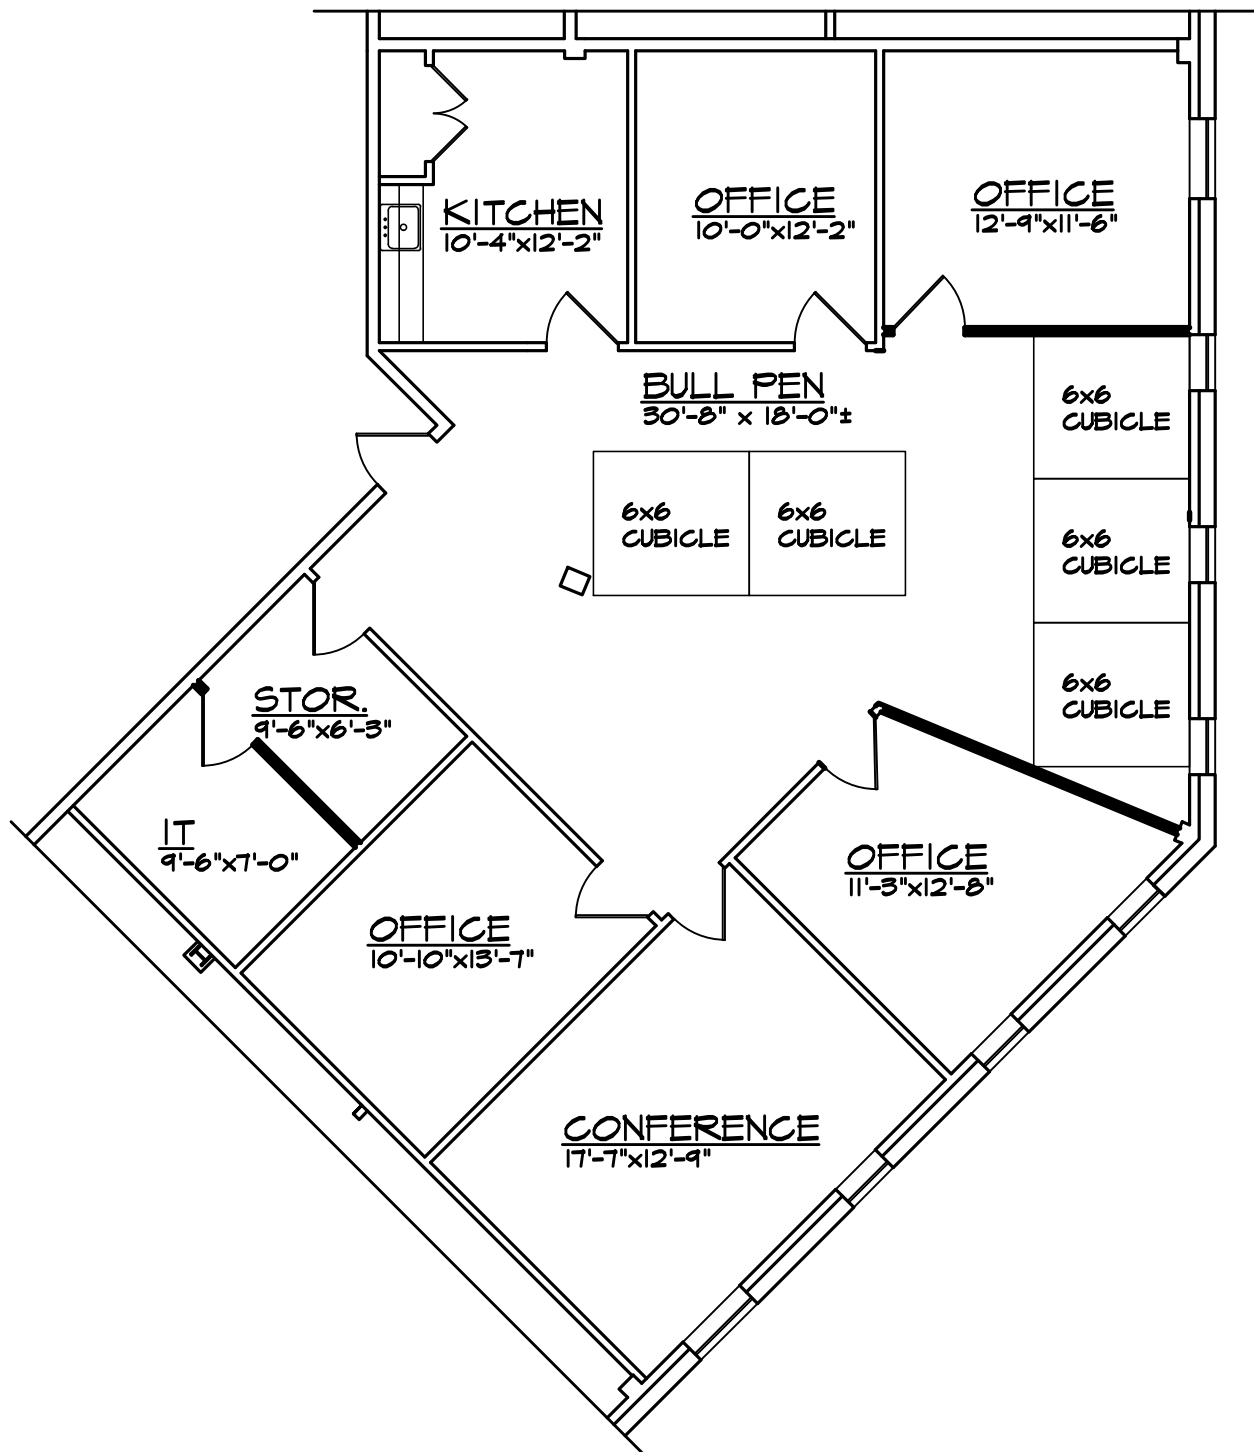 KITCHEN
10'-4"x12'-2"
OFFICE
10'-0"x12'-2"
OFFICE
12'-9"x11'-6"
BULL PEN
30'-8" x 18'-0"±
6x6
CUBICLE
6x6
CUBICLE
6x6
CUBICLE
6x6
CUBICLE
6x6
CUBICLE
STOR.
9'-6"x6'-3"
IT
9'-6"x7'-0"
OFFICE
11'-3"x12'-8"
OFFICE
10'-10"x13'-7"
CONFERENCE
17'-7"x12'-9"